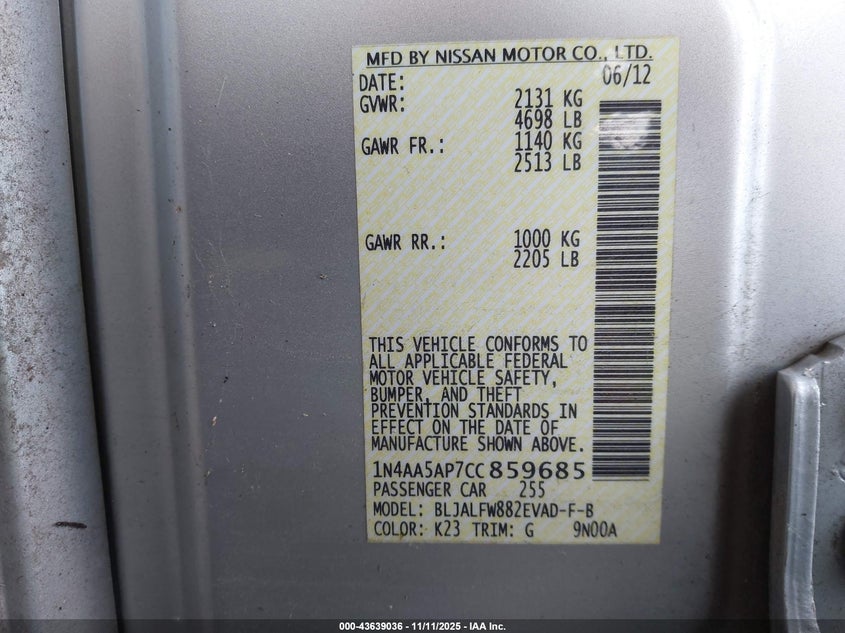 MFD BY NISSAN MOTOR CO., LTD.
DATE: 06/12
GVWR: 2131 KG
4698 LB
GAWR FR.: 1140 KG
2513 LB
GAWR RR.: 1000 KG
2205 LB
THIS VEHICLE CONFORMS TO
ALL APPLICABLE FEDERAL
MOTOR VEHICLE SAFETY,
BUMPER, AND THEFT
PREVENTION STANDARDS IN
EFFECT ON THE DATE OF
MANUFACTURE SHOWN ABOVE.
1N4AA5AP7CC859685
PASSENGER CAR 255
MODEL: BLJALFW882EVAD-F-B
COLOR: K23 TRIM: G 9N00A
000-43639036 - 11/11/2025 - IAA Inc.